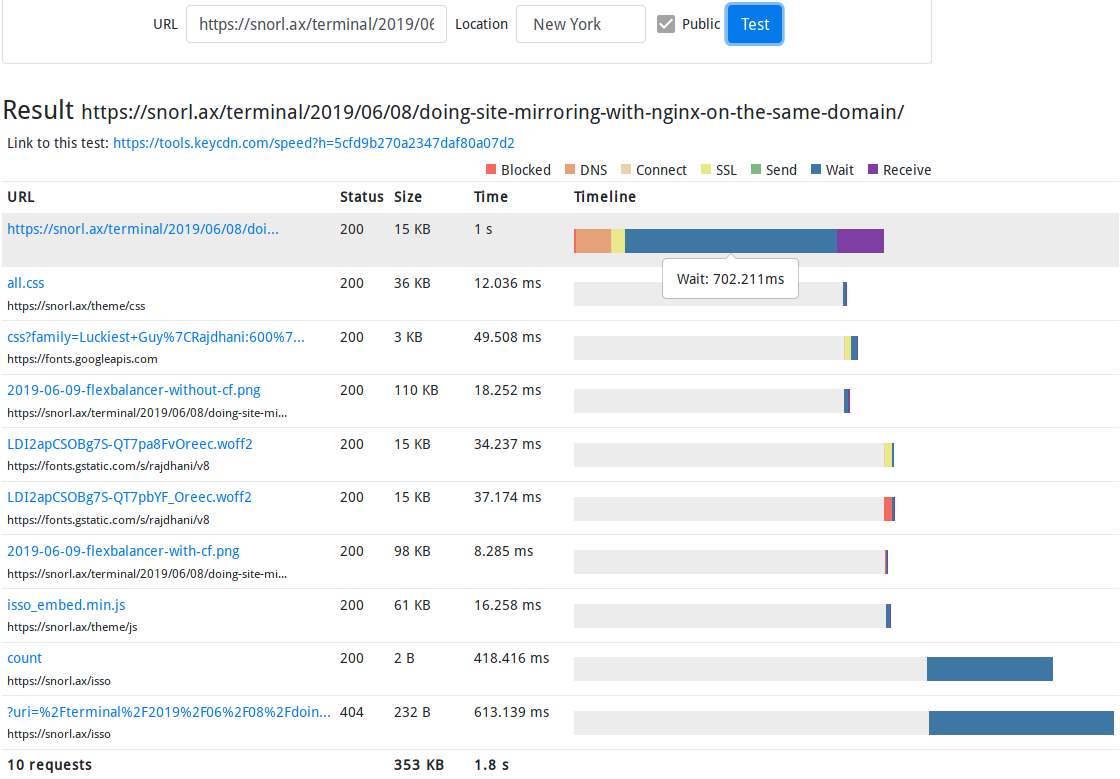 URL https://snorl.ax/terminal/2019/06 Location New York Public Test
Result https://snorl.ax/terminal/2019/06/08/doing-site-mirroring-with-nginx-on-the-same-domain/
Link to this test: https://tools.keycdn.com/speed?h=5cfd9b270a2347daf80a07d2
Blocked DNS Connect SSL Send Wait Receive
URL Status Size Time Timeline
https://snorl.ax/terminal/2019/06/08/doi... 200 15 KB 1 s
Wait: 702.211ms
all.css 200 36 KB 12.036 ms
https://snorl.ax/theme/css
css?family=Luckiest+Guy%7CRajdhani:600%7... 200 3 KB 49.508 ms
https://fonts.googleapis.com
2019-06-09-flexbalancer-without-cf.png 200 110 KB 18.252 ms
https://snorl.ax/terminal/2019/06/08/doing-site-mi...
LDI2apCSOBg7S-QT7pa8FvOreec.woff2 200 15 KB 34.237 ms
https://fonts.gstatic.com/s/rajdhani/v8
LDI2apCSOBg7S-QT7pbYF_Oreec.woff2 200 15 KB 37.174 ms
https://fonts.gstatic.com/s/rajdhani/v8
2019-06-09-flexbalancer-with-cf.png 200 98 KB 8.285 ms
https://snorl.ax/terminal/2019/06/08/doing-site-mi...
isso_embed.min.js 200 61 KB 16.258 ms
https://snorl.ax/theme/js
count 200 2 B 418.416 ms
https://snorl.ax/isso
?uri=%2Fterminal%2F2019%2F06%2F08%2Fdoin... 404 232 B 613.139 ms
https://snorl.ax/isso
10 requests 353 KB 1.8 s